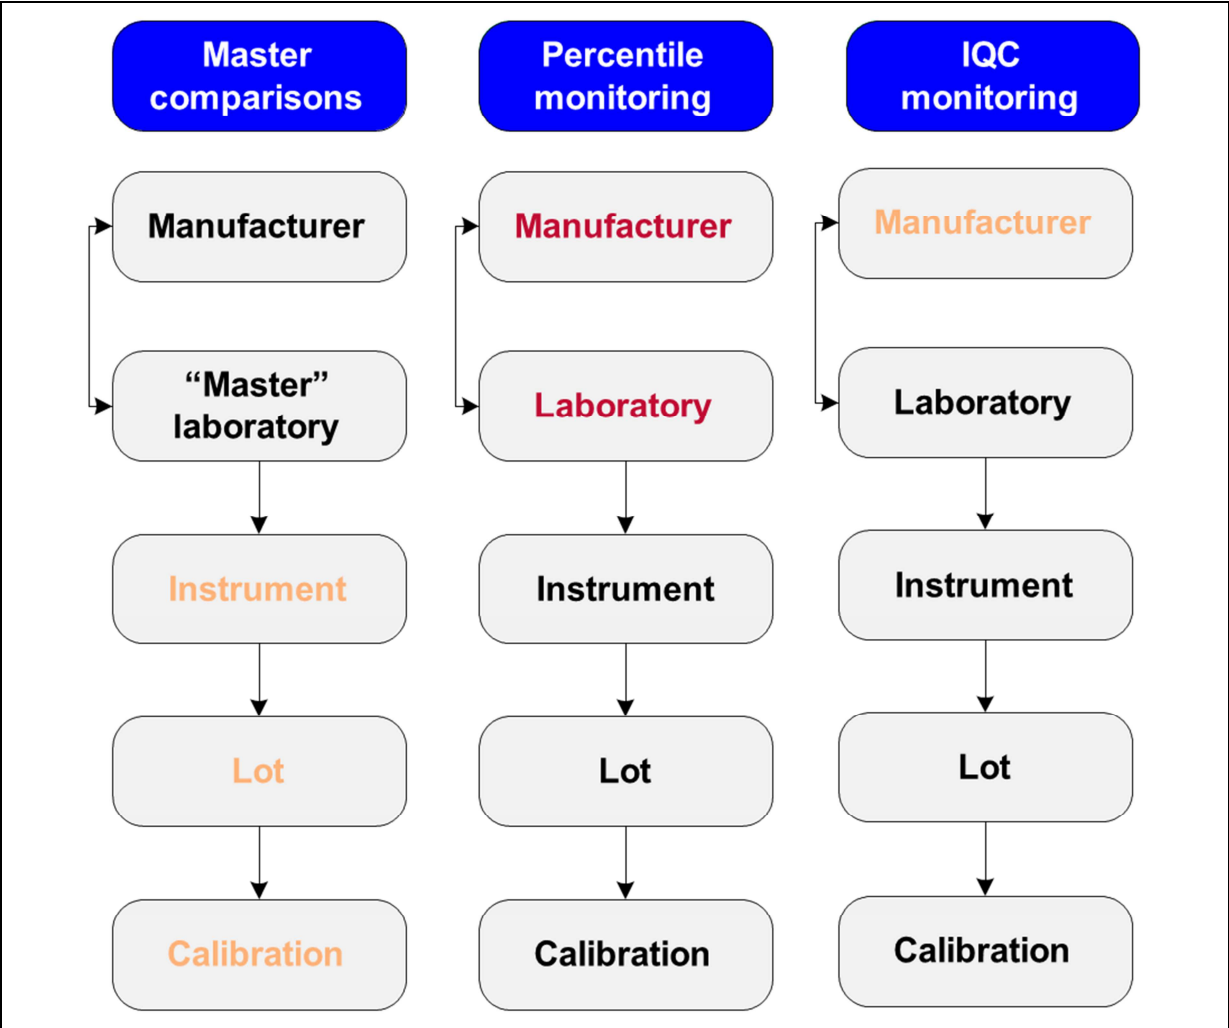 Master
comparisons
Percentile
monitoring
IQC
monitoring
Manufacturer
Manufacturer
Manufacturer
“Master”
laboratory
Laboratory
Laboratory
Instrument
Instrument
Instrument
Lot
Lot
Lot
Calibration
Calibration
Calibration